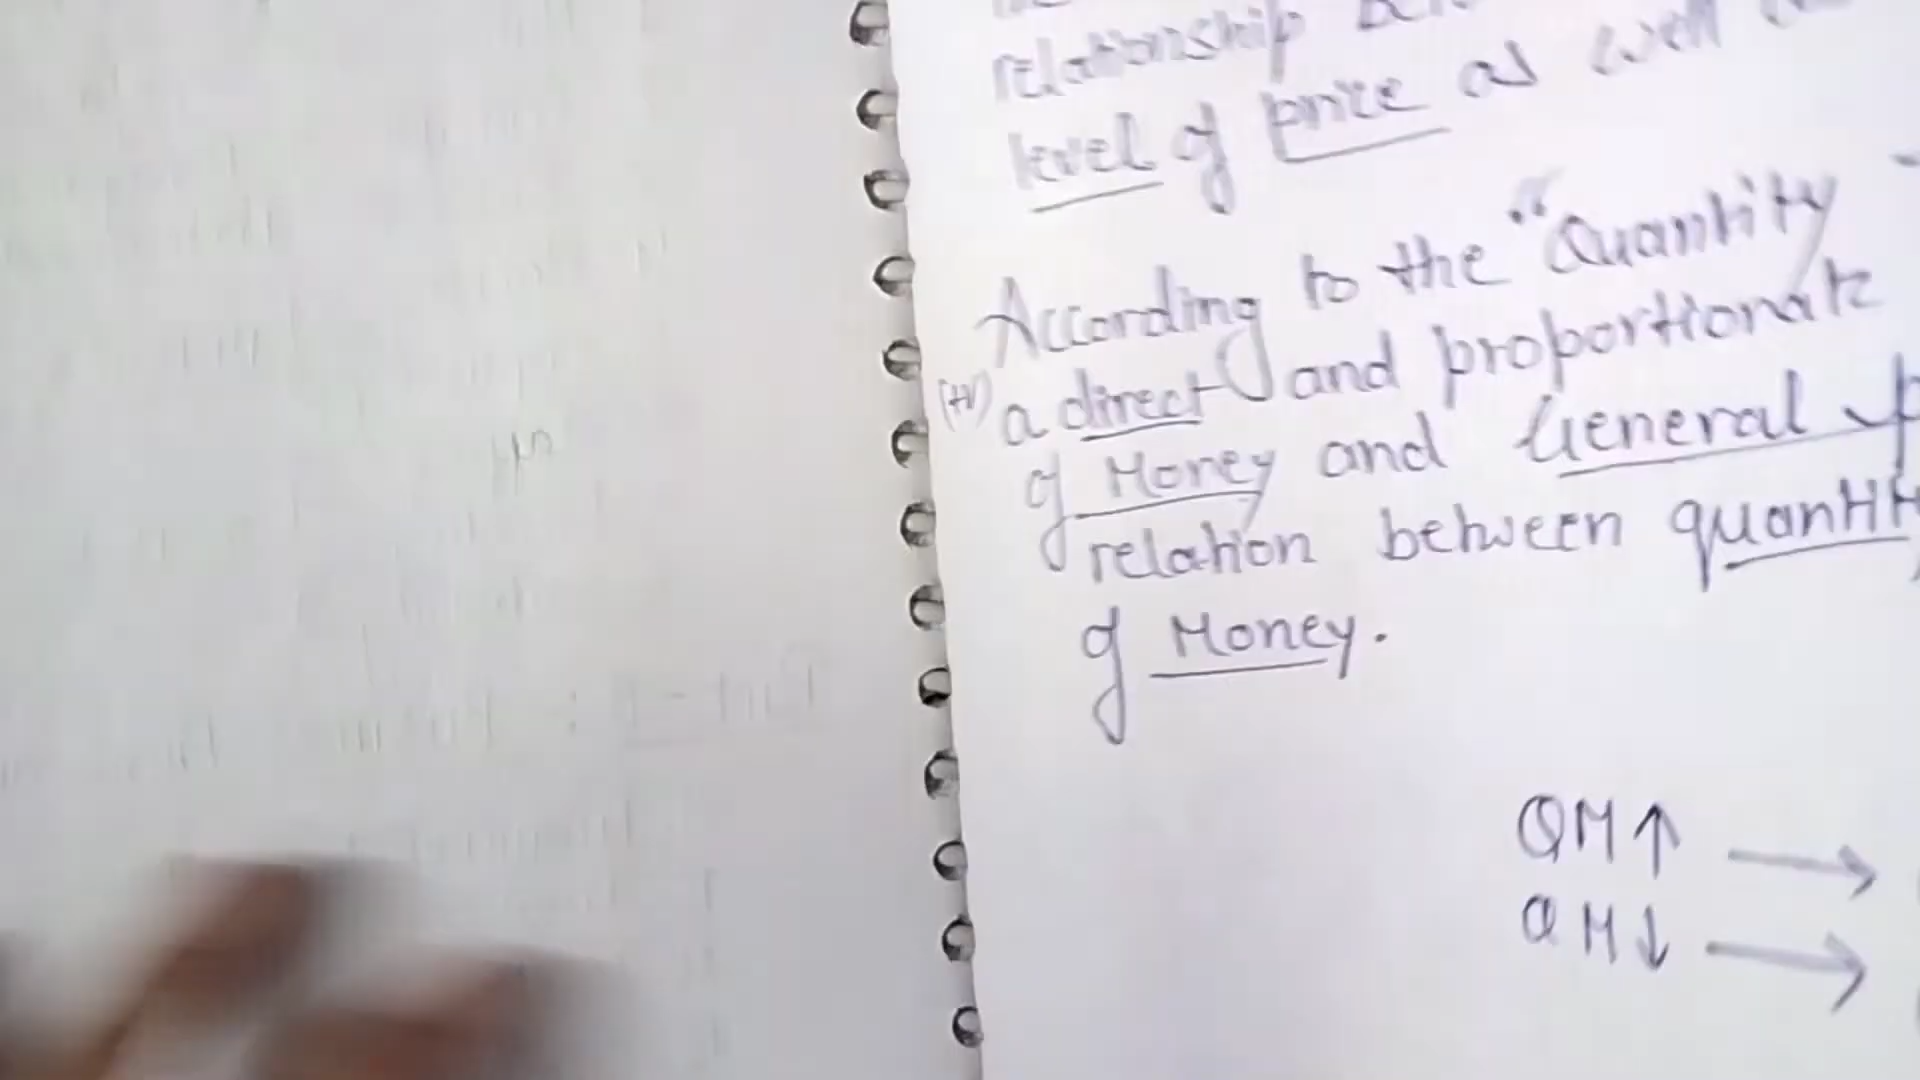 relationship
level of price as well
According to the "Quantity
(+v) a direct and proportionate
of Money and General
relation between quantity
of Money.
QM↑ →
QM↓ →